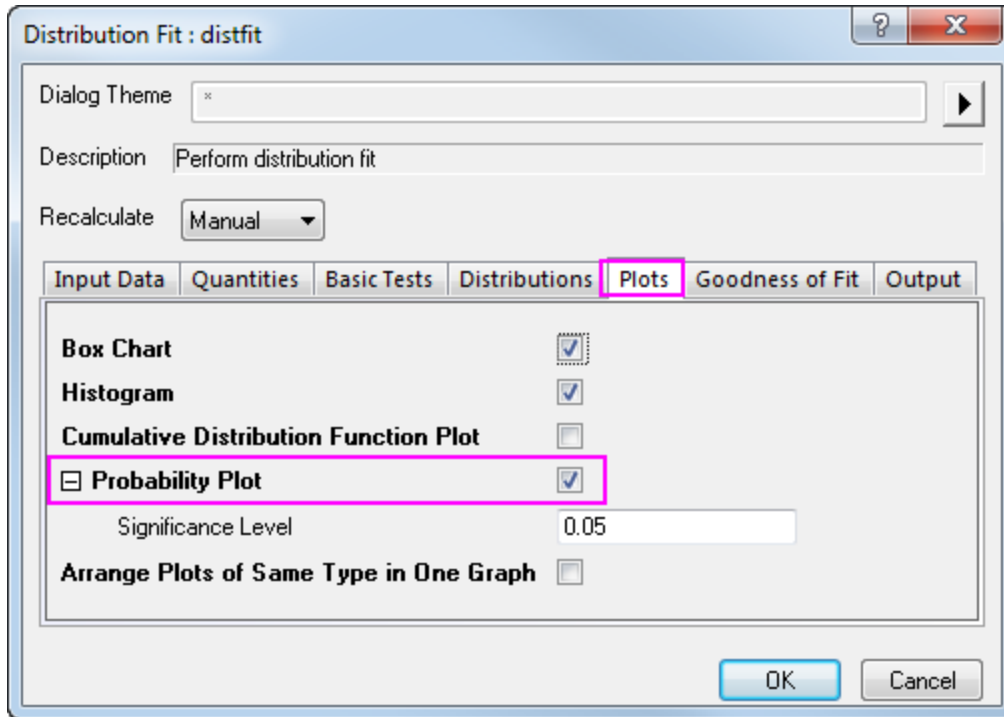 Distribution Fit : distfit
Dialog Theme *
Description Perform distribution fit
Recalculate Manual
Input Data Quantities Basic Tests Distributions Plots Goodness of Fit Output
Box Chart
Histogram
Cumulative Distribution Function Plot
Probability Plot
Significance Level 0.05
Arrange Plots of Same Type in One Graph
OK Cancel